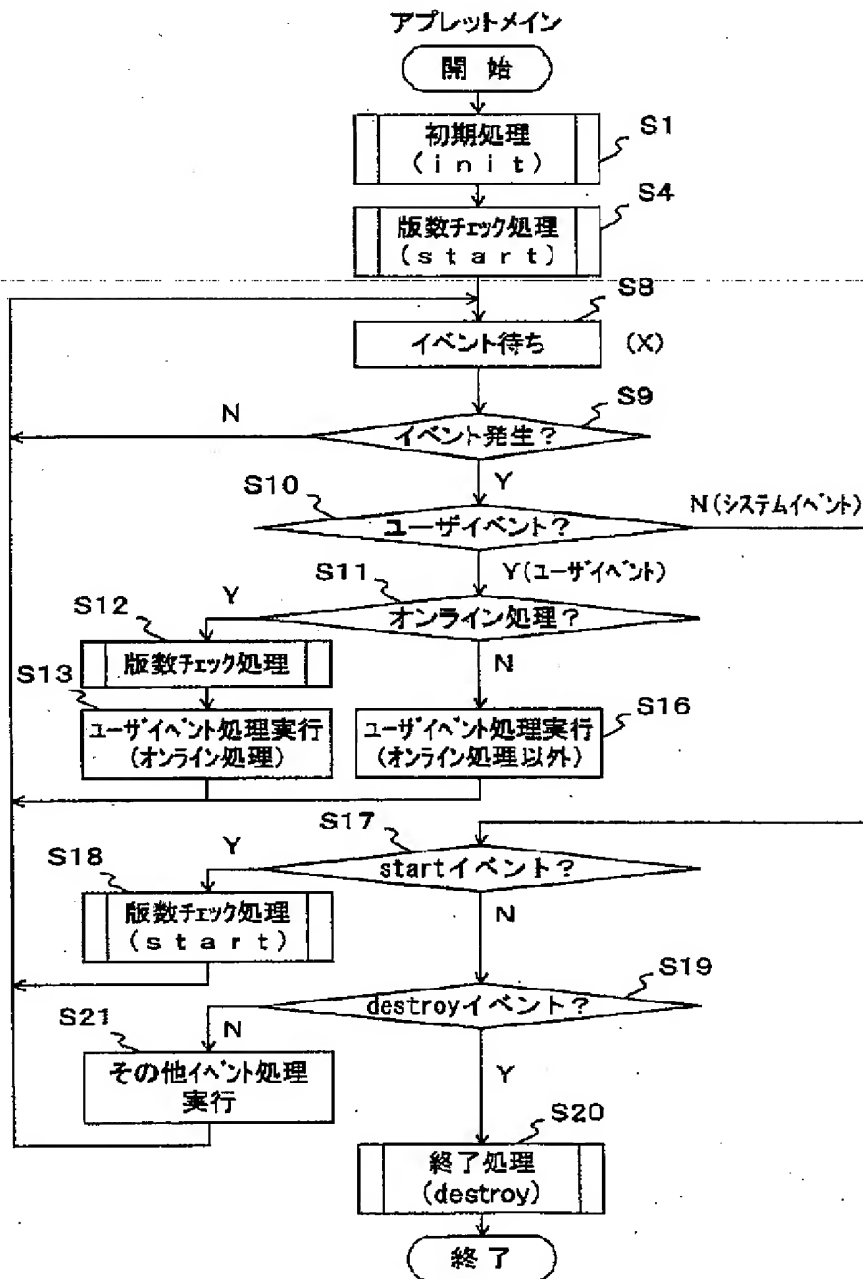 アプレットメイン
開 始
S1
初期処理
(init)
S4
版数チェック処理
(start)
S8
イベント待ち
(X)
S9
N
イベント発生?
Y
S10
N(システムイベント)
ユーザイベント?
S11
Y(ユーザイベント)
S12
Y
オンライン処理?
版数チェック処理
S13
N
ユーザイベント処理実行
(オンライン処理)
ユーザイベント処理実行
(オンライン処理以外)
S16
S17
Y
startイベント?
S18
版数チェック処理
(start)
N
S19
destroyイベント?
S21
N
その他イベント処理
実行
Y
S20
終了処理
(destroy)
終 了